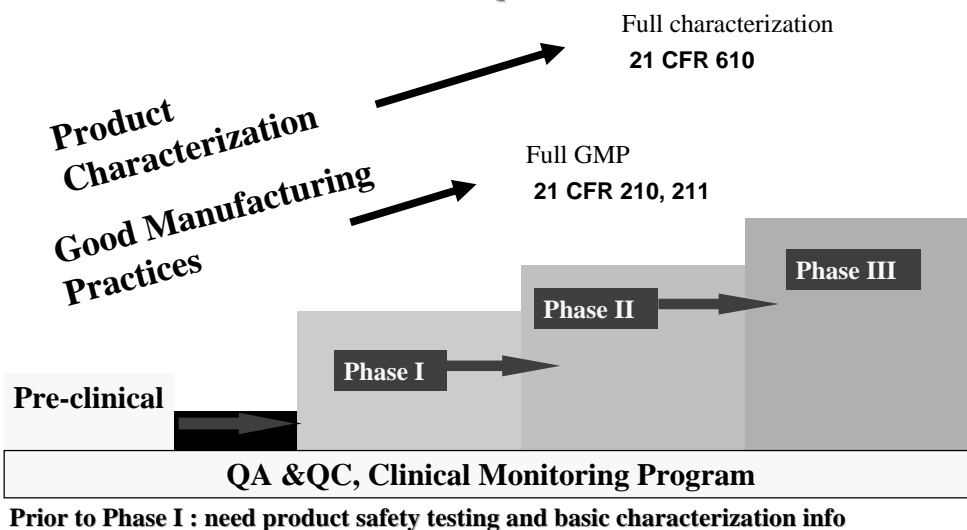 Full characterization
21 CFR 610
Product
Characterization
Full GMP
21 CFR 210, 211
Good Manufacturing
Practices
Phase III
Phase II
Phase I
Pre-clinical
QA &QC, Clinical Monitoring Program
Prior to Phase I : need product safety testing and basic characterization info